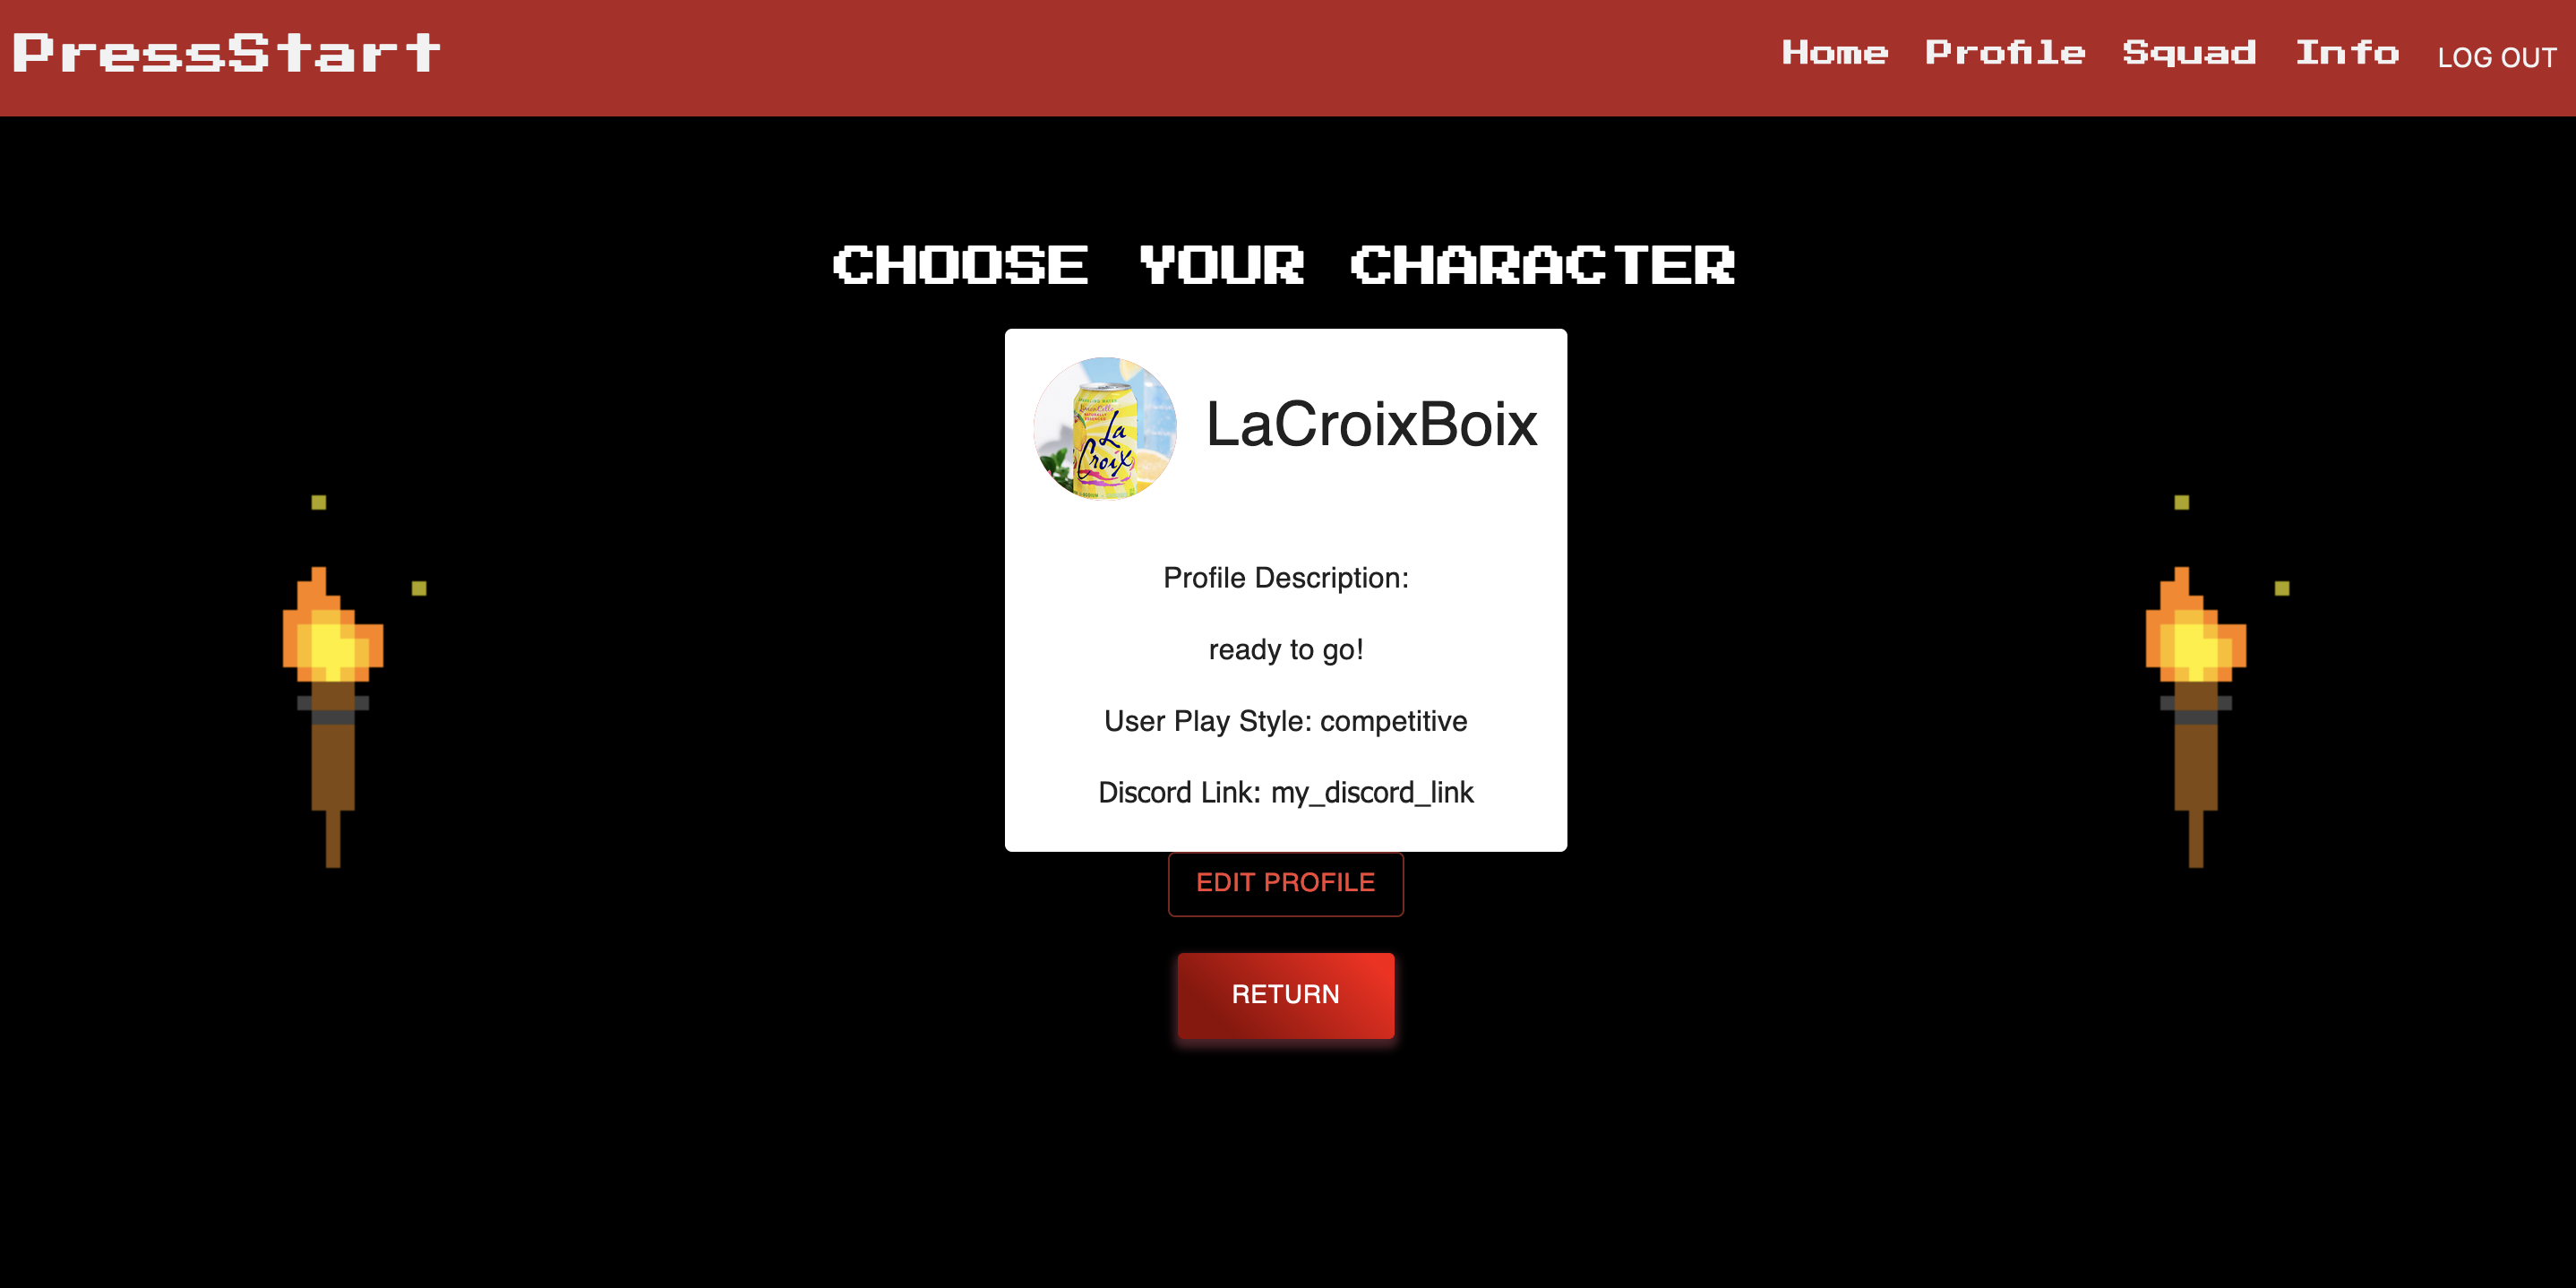 PressStart
Home Profile Squad Info LOG OUT
CHOOSE YOUR CHARACTER
La
Croix
LaCroixBoix
Profile Description:
ready to go!
User Play Style: competitive
Discord Link: my_discord_link
EDIT PROFILE
RETURN